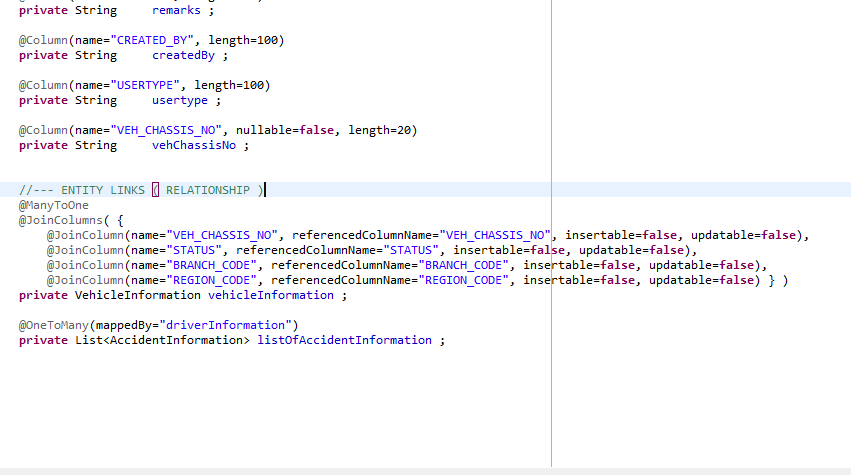 private String     remarks ;
@Column(name="CREATED_BY", length=100)
private String     createdBy ;
@Column(name="USERTYPE", length=100)
private String     usertype ;
@Column(name="VEH_CHASSIS_NO", nullable=false, length=20)
private String     vehChassisNo ;
//--- ENTITY LINKS ( RELATIONSHIP )
@ManyToOne
@JoinColumns( {
    @JoinColumn(name="VEH_CHASSIS_NO", referencedColumnName="VEH_CHASSIS_NO", insertable=false, updatable=false),
    @JoinColumn(name="STATUS", referencedColumnName="STATUS", insertable=false, updatable=false),
    @JoinColumn(name="BRANCH_CODE", referencedColumnName="BRANCH_CODE", insertable=false, updatable=false),
    @JoinColumn(name="REGION_CODE", referencedColumnName="REGION_CODE", insertable=false, updatable=false) } )
private VehicleInformation vehicleInformation ;
@OneToMany(mappedBy="driverInformation")
private List<AccidentInformation> listOfAccidentInformation ;